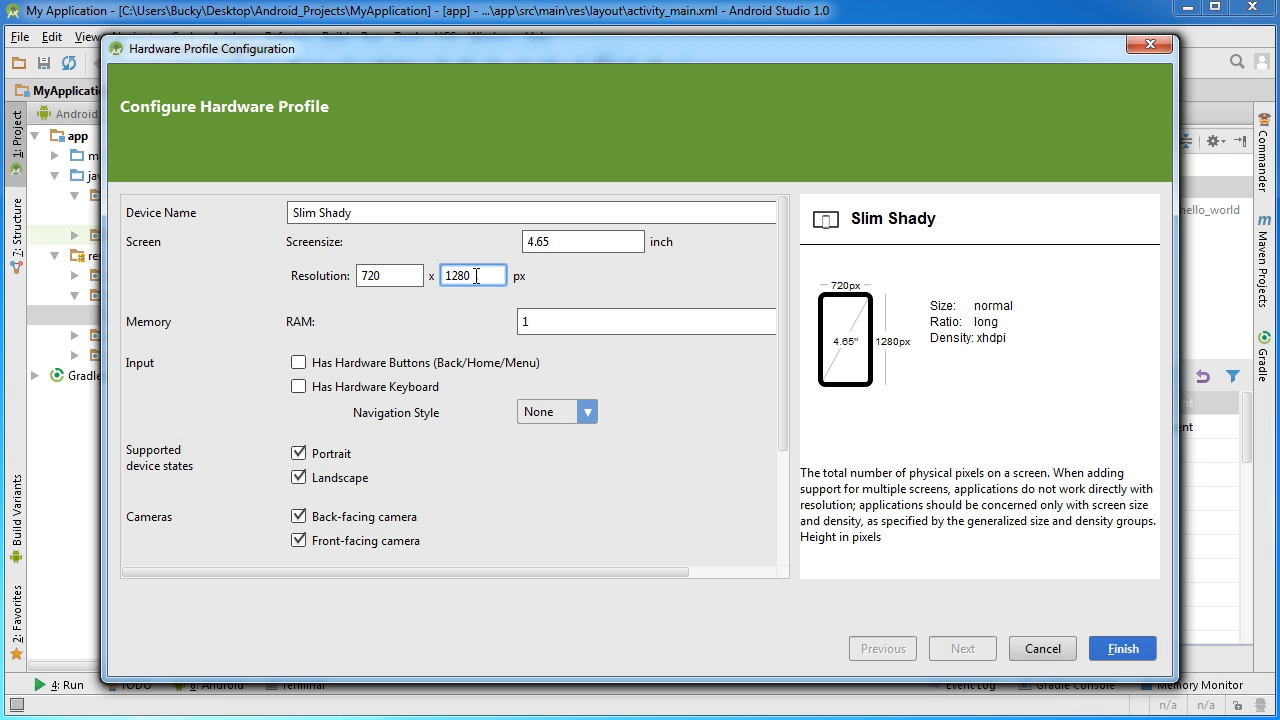 My Application - [C:\Users\Bucky\Desktop\Android_Projects\MyApplication] - [app] - ...\app\src\main\res\layout\activity_main.xml - Android Studio 1.0
File Edit View
Hardware Profile Configuration
Configure Hardware Profile
MyApplicatio
Android
app
m
jav
res
Gradle
1: Project
7: Structure
Build Variants
2: Favorites
Device Name
Slim Shady
Screen
Screensize:
4.65
inch
Resolution:
720
x
1280
px
Memory
RAM:
1
Input
Has Hardware Buttons (Back/Home/Menu)
Has Hardware Keyboard
Navigation Style
None
Supported
device states
Portrait
Landscape
Cameras
Back-facing camera
Front-facing camera
Slim Shady
720px
4.65"
1280px
Size: normal
Ratio: long
Density: xhdpi
The total number of physical pixels on a screen. When adding
support for multiple screens, applications do not work directly with
resolution; applications should be concerned only with screen size
and density, as specified by the generalized size and density groups.
Height in pixels
Previous
Next
Cancel
Finish
Commander
Maven Projects
Gradle
hello_world
ent
4: Run
TODO
6: Android
Terminal
Event Log
Gradle Console
Memory Monitor
n/a
n/a